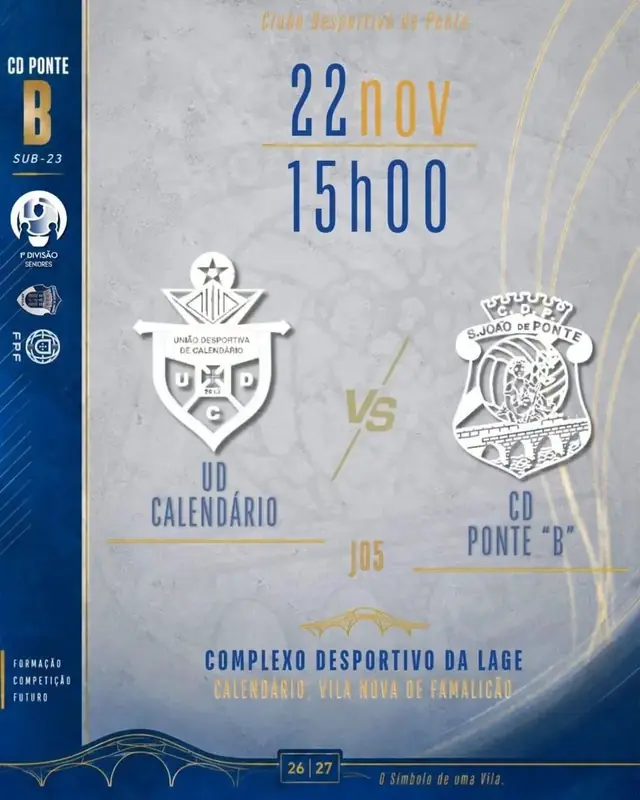 Clube Desportivo de Ponte
CD PONTE
B
SUB-23
1ª DIVISÃO
SENIORES
FPF
22nov
15h00
UNIÃO DESPORTIVA
DE CALENDÁRIO
U D
2013
C
C.D.P.
S.JOÃO DE PONTE
VS
UD
CALENDÁRIO
CD
PONTE "B"
J05
COMPLEXO DESPORTIVO DA LAGE
CALENDÁRIO, VILA NOVA DE FAMALICÃO
FORMAÇÃO
COMPETIÇÃO
FUTURO
26|27
O Símbolo de uma Vila.